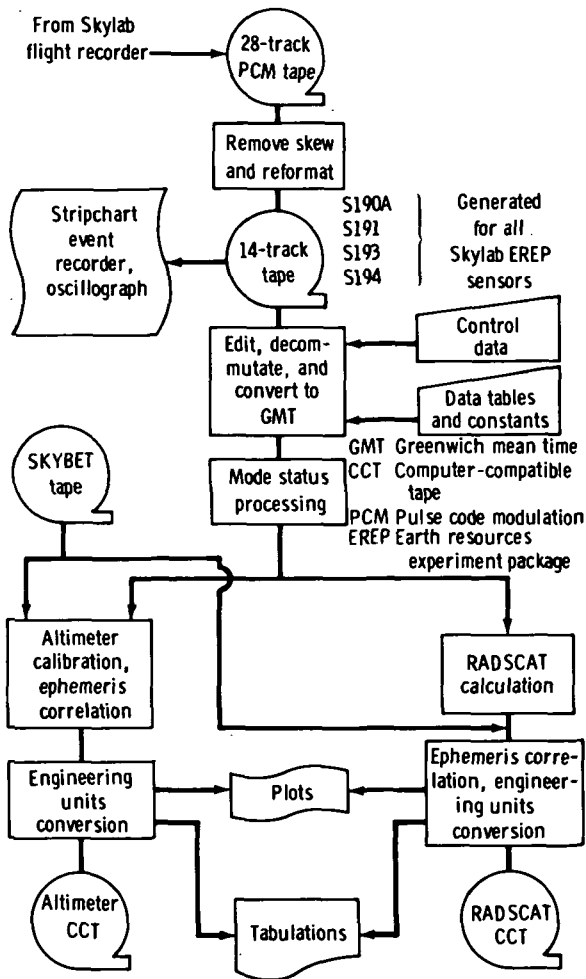 From Skylab
flight recorder
28-track
PCM tape
Remove skew
and reformat
Stripchart
event
recorder,
oscillograph
14-track
tape
S190A
S191
S193
S194
Generated
for all
Skylab EREP
sensors
Control
data
Edit, decom-
mutate, and
convert to
GMT
Data tables
and constants
SKYBET
tape
Mode status
processing
GMT Greenwich mean time
CCT Computer-compatible
tape
PCM Pulse code modulation
EREP Earth resources
experiment package
Altimeter
calibration,
ephemeris
correlation
RADSCAT
calculation
Engineering
units
conversion
Plots
Ephemeris corre-
lation, engineer-
ing units
conversion
Altimeter
CCT
Tabulations
RADSCAT
CCT